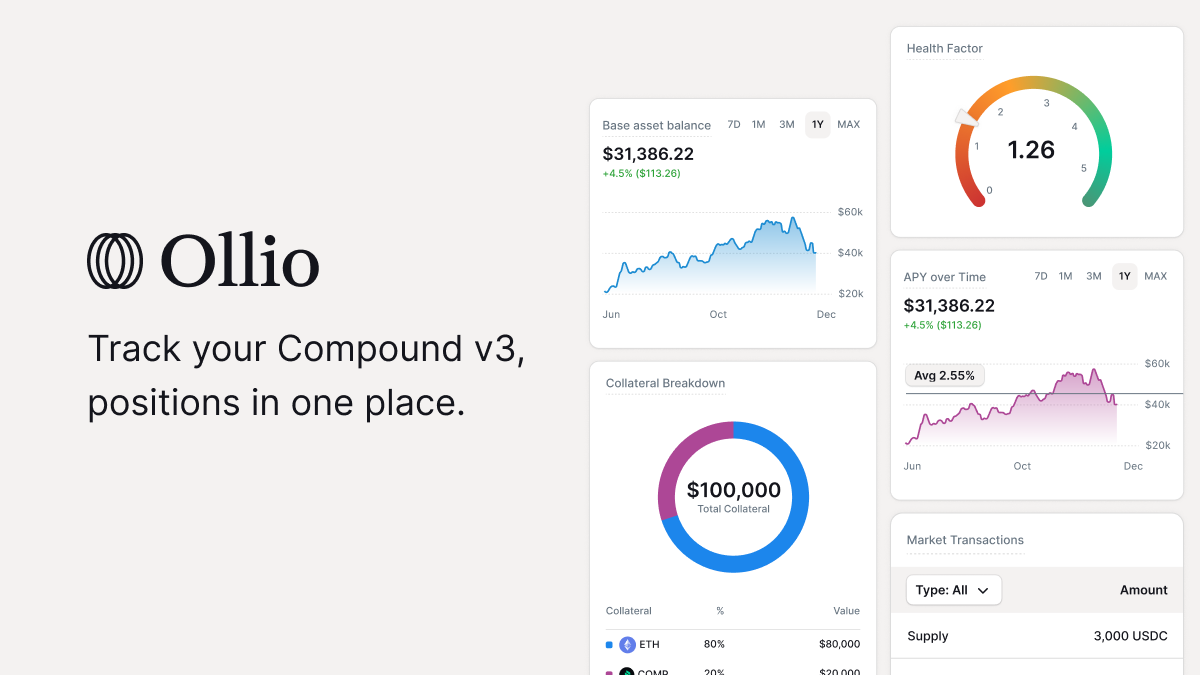 Ollio
Track your Compound v3,
positions in one place.
Base asset balance 7D 1M 3M 1Y MAX
$31,386.22
+4.5% ($113.26)
$60k
$40k
$20k
Jun Oct Dec
Collateral Breakdown
$100,000
Total Collateral
Collateral % Value
ETH 80% $80,000
COMP 20% $20,000
Health Factor
0 1 2 3 4 5
1.26
APY over Time 7D 1M 3M 1Y MAX
$31,386.22
+4.5% ($113.26)
Avg 2.55%
$60k
$40k
$20k
Jun Oct Dec
Market Transactions
Type: All Amount
Supply 3,000 USDC